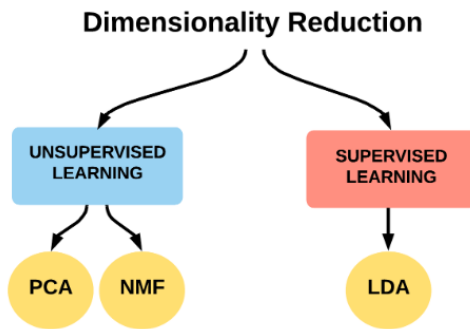 Dimensionality Reduction
UNSUPERVISED
LEARNING
SUPERVISED
LEARNING
PCA
NMF
LDA